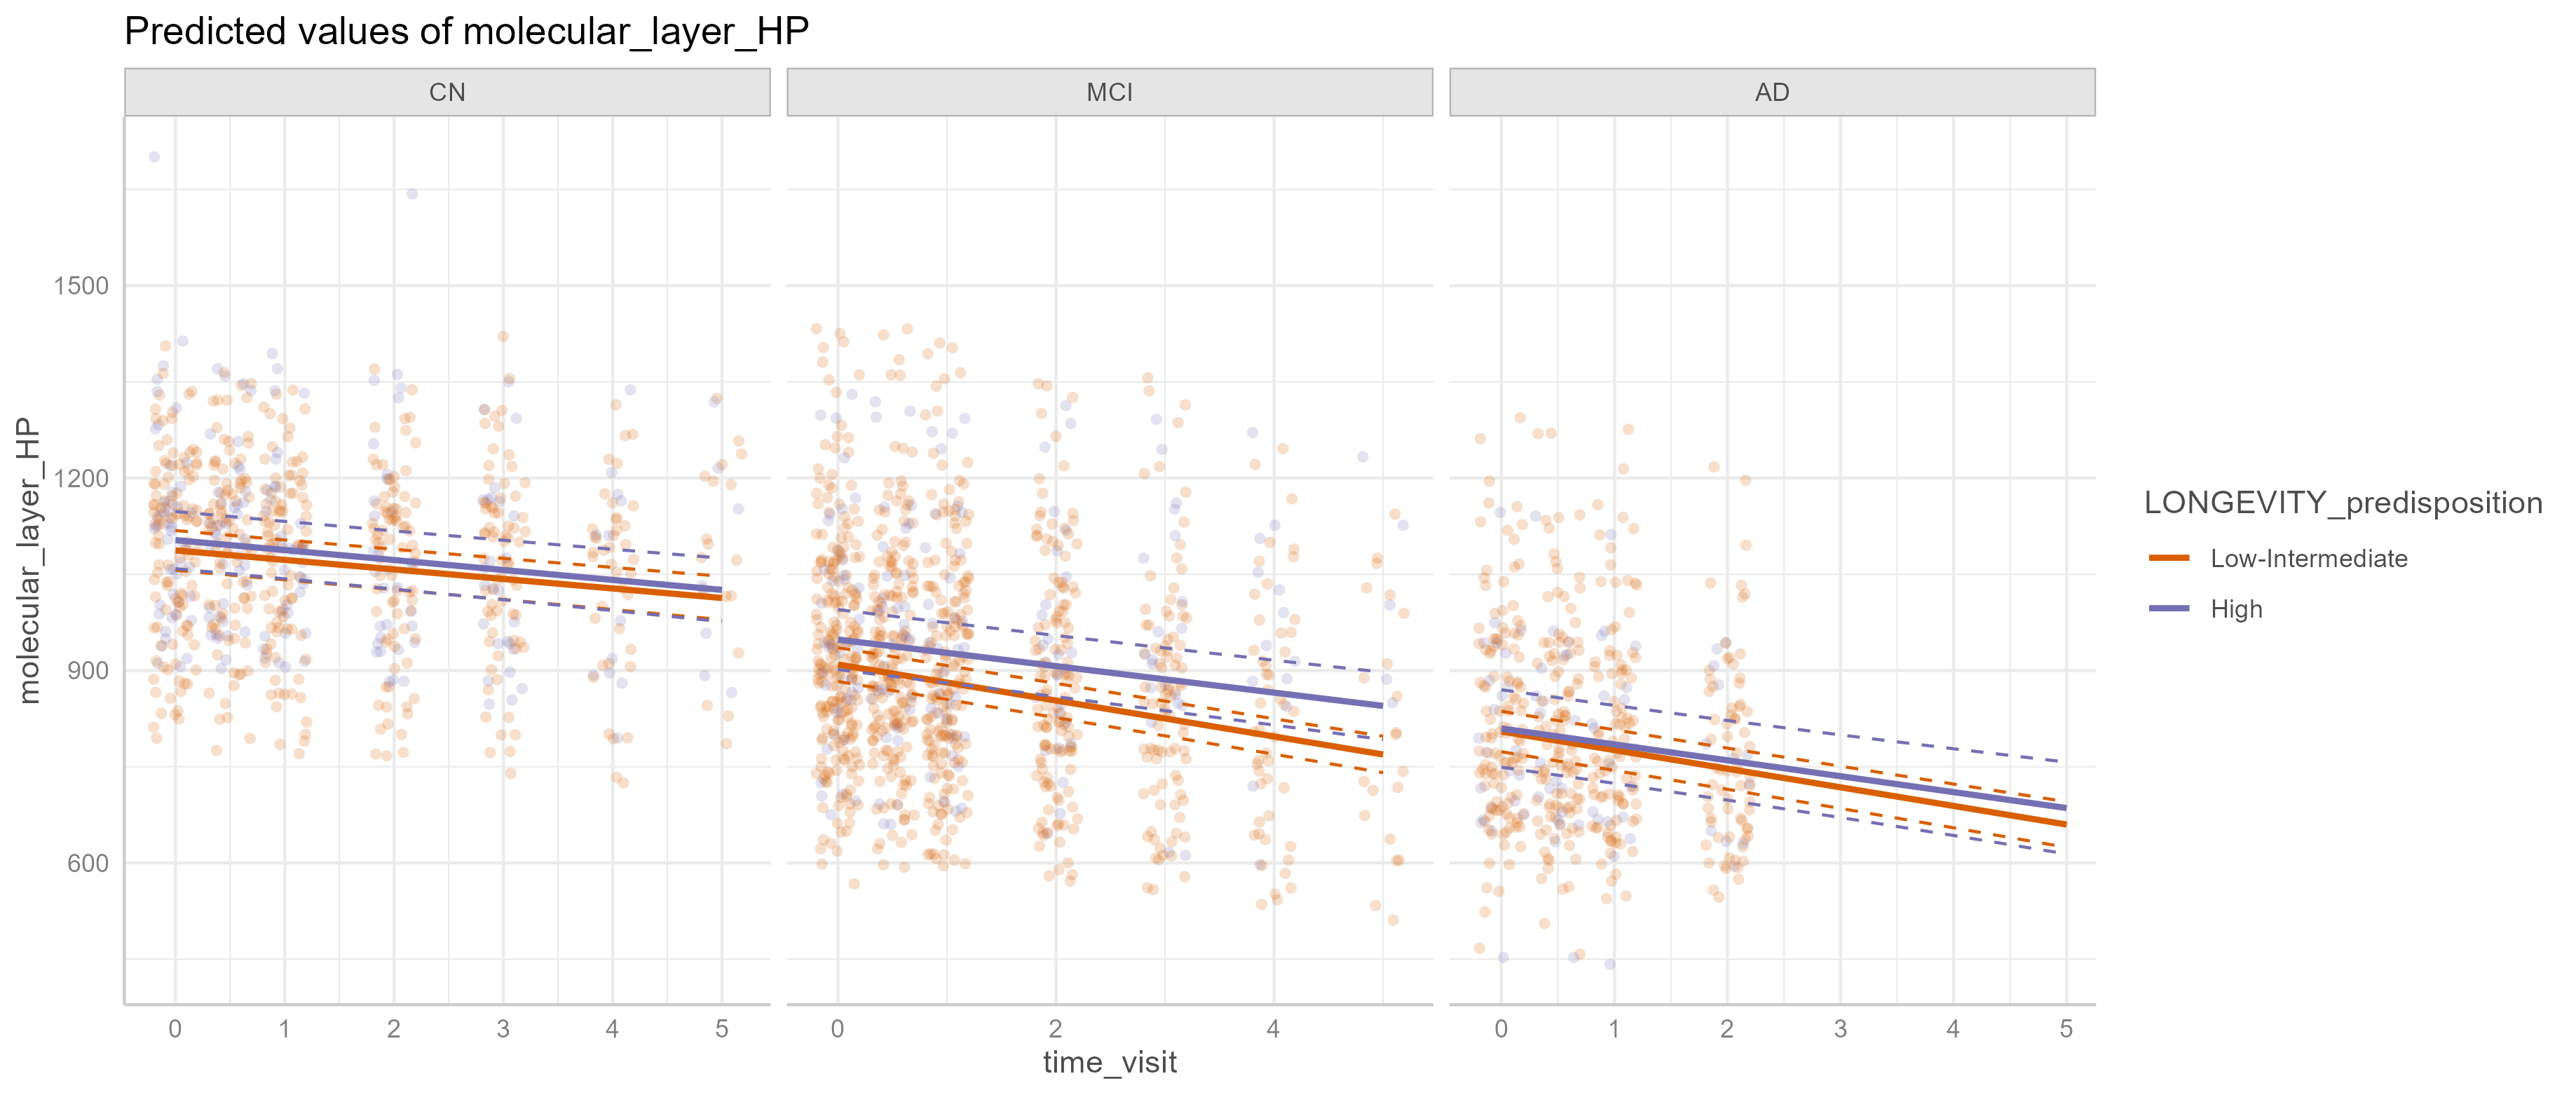 Predicted values of molecular_layer_HP
CN
MCI
AD
molecular_layer_HP
1500
1200
900
600
0 1 2 3 4 5
0 2 4
0 1 2 3 4 5
time_visit
LONGEVITY_predisposition
Low-Intermediate
High